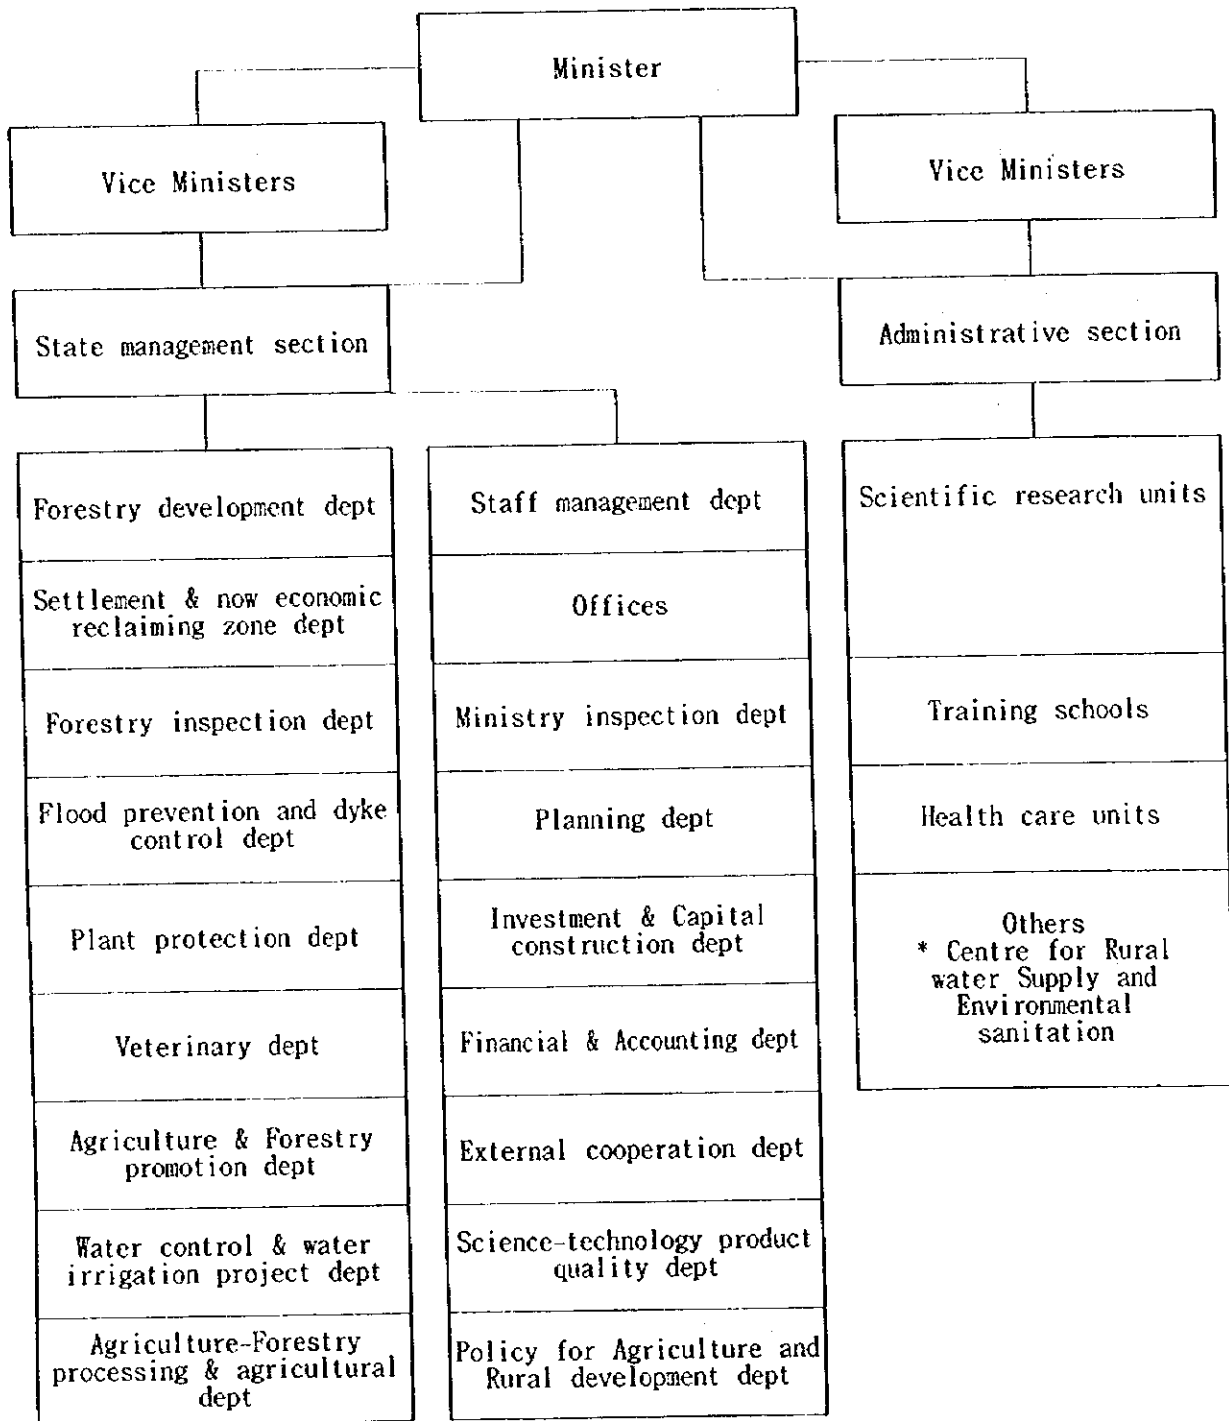 Minister
Vice Ministers
Vice Ministers
State management section
Administrative section
Forestry development dept
Settlement & now economic
reclaiming zone dept
Forestry inspection dept
Flood prevention and dyke
control dept
Plant protection dept
Veterinary dept
Agriculture & Forestry
promotion dept
Water control & water
irrigation project dept
Agriculture-Forestry
processing & agricultural
dept
Staff management dept
Offices
Ministry inspection dept
Planning dept
Investment & Capital
construction dept
Financial & Accounting dept
External cooperation dept
Science-technology product
quality dept
Policy for Agriculture and
Rural development dept
Scientific research units
Training schools
Health care units
Others
* Centre for Rural
water Supply and
Environmental
sanitation